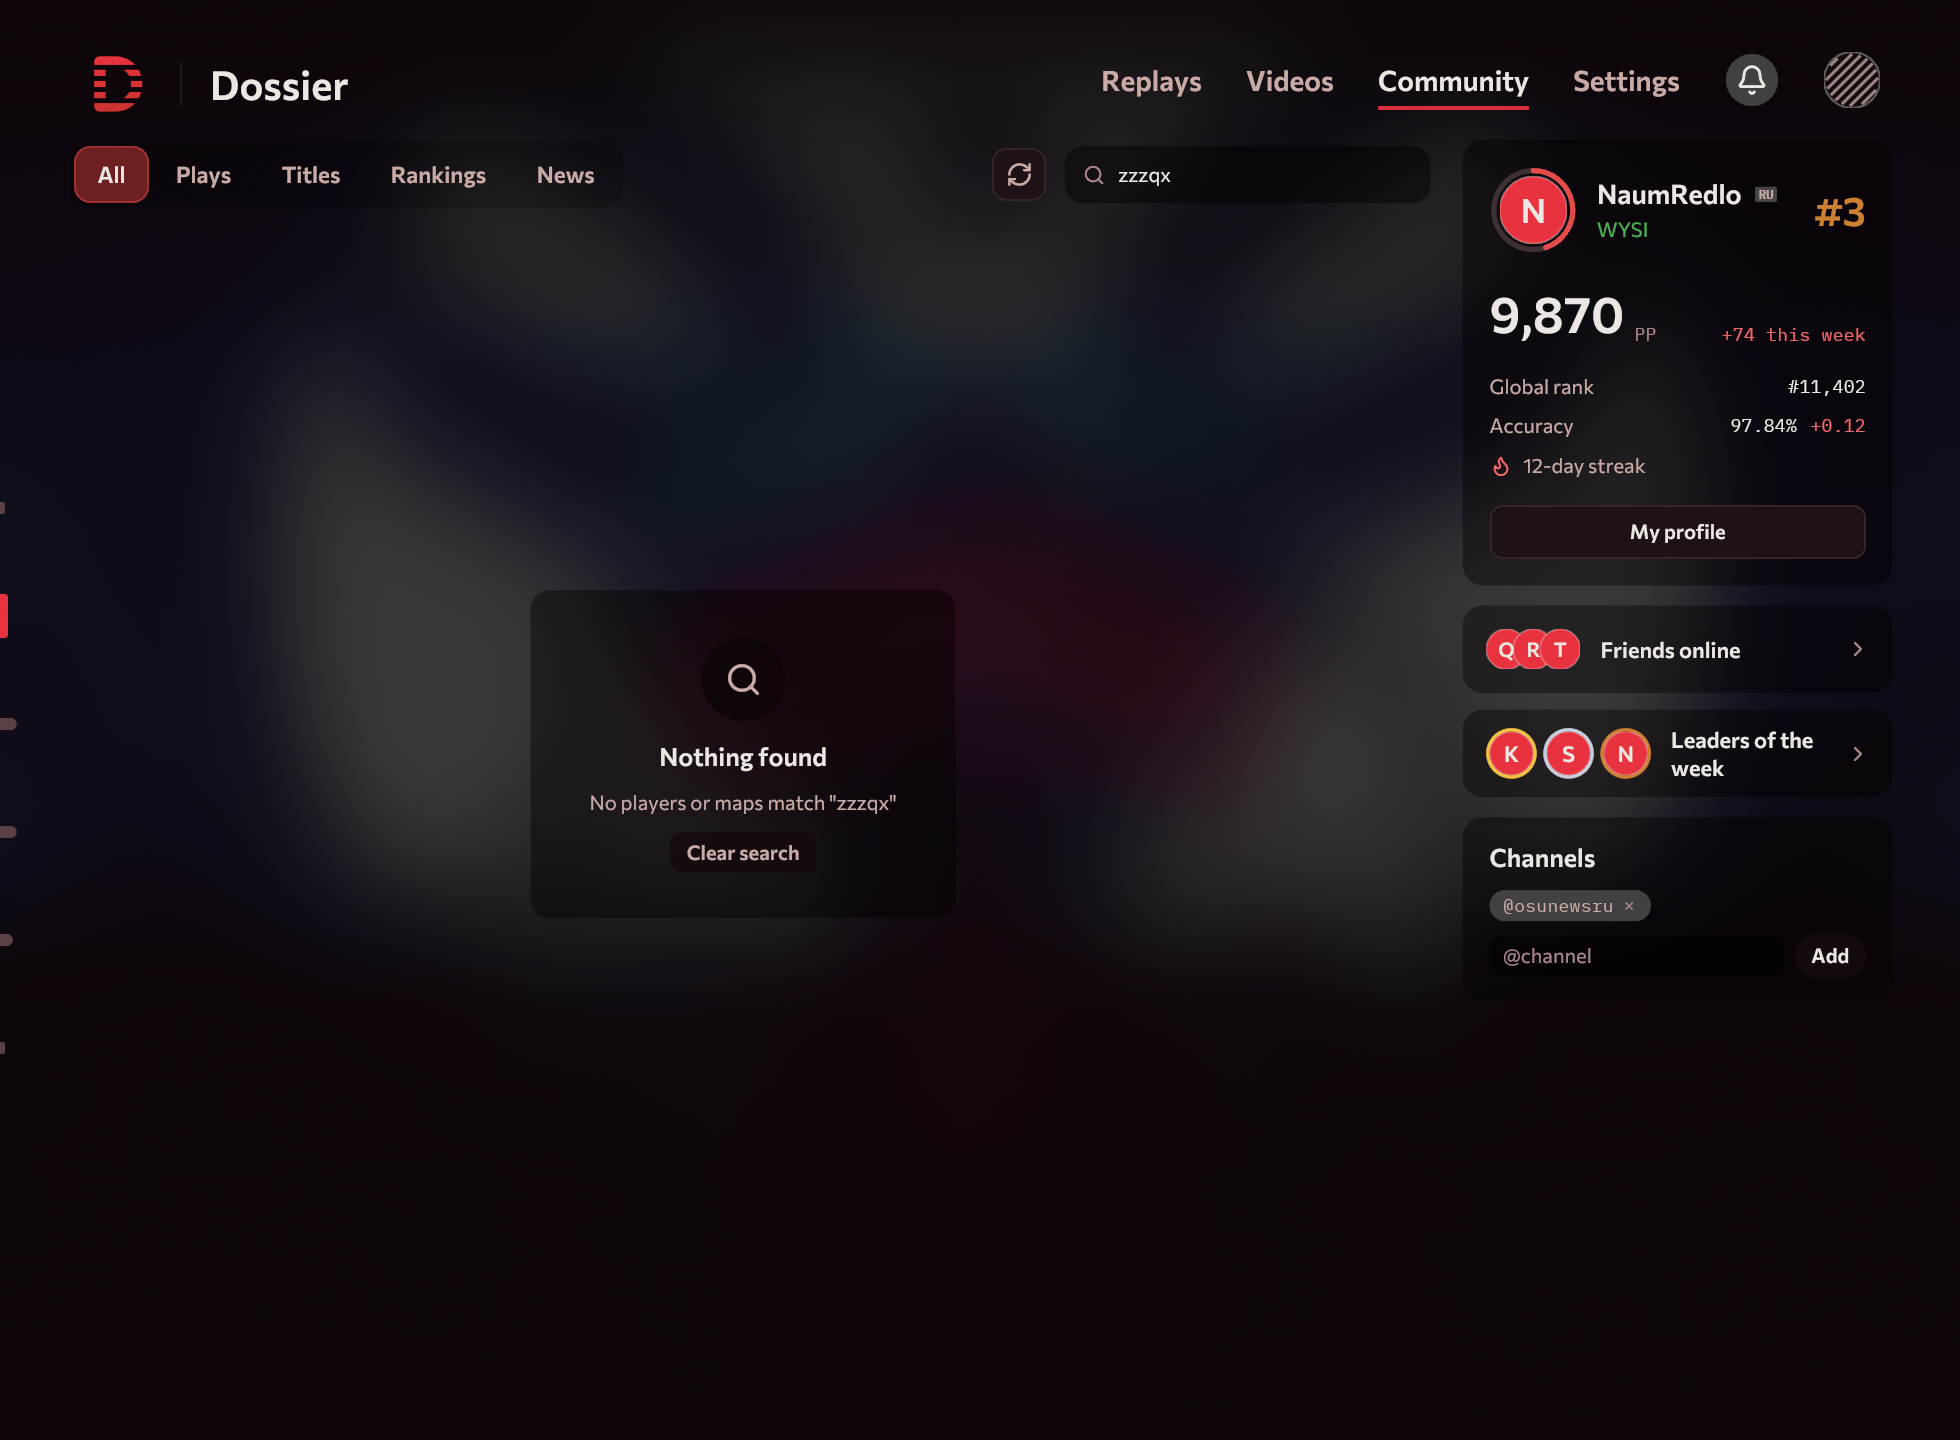 D
Dossier
Replays
Videos
Community
Settings
All
Plays
Titles
Rankings
News
zzzqx
N
NaumRedlo
RU
WYSI
#3
9,870 PP
+74 this week
Global rank
#11,402
Accuracy
97.84% +0.12
12-day streak
My profile
Nothing found
No players or maps match "zzzqx"
Clear search
Q R T
Friends online
K S N
Leaders of the
week
Channels
@osunewsru ×
@channel
Add